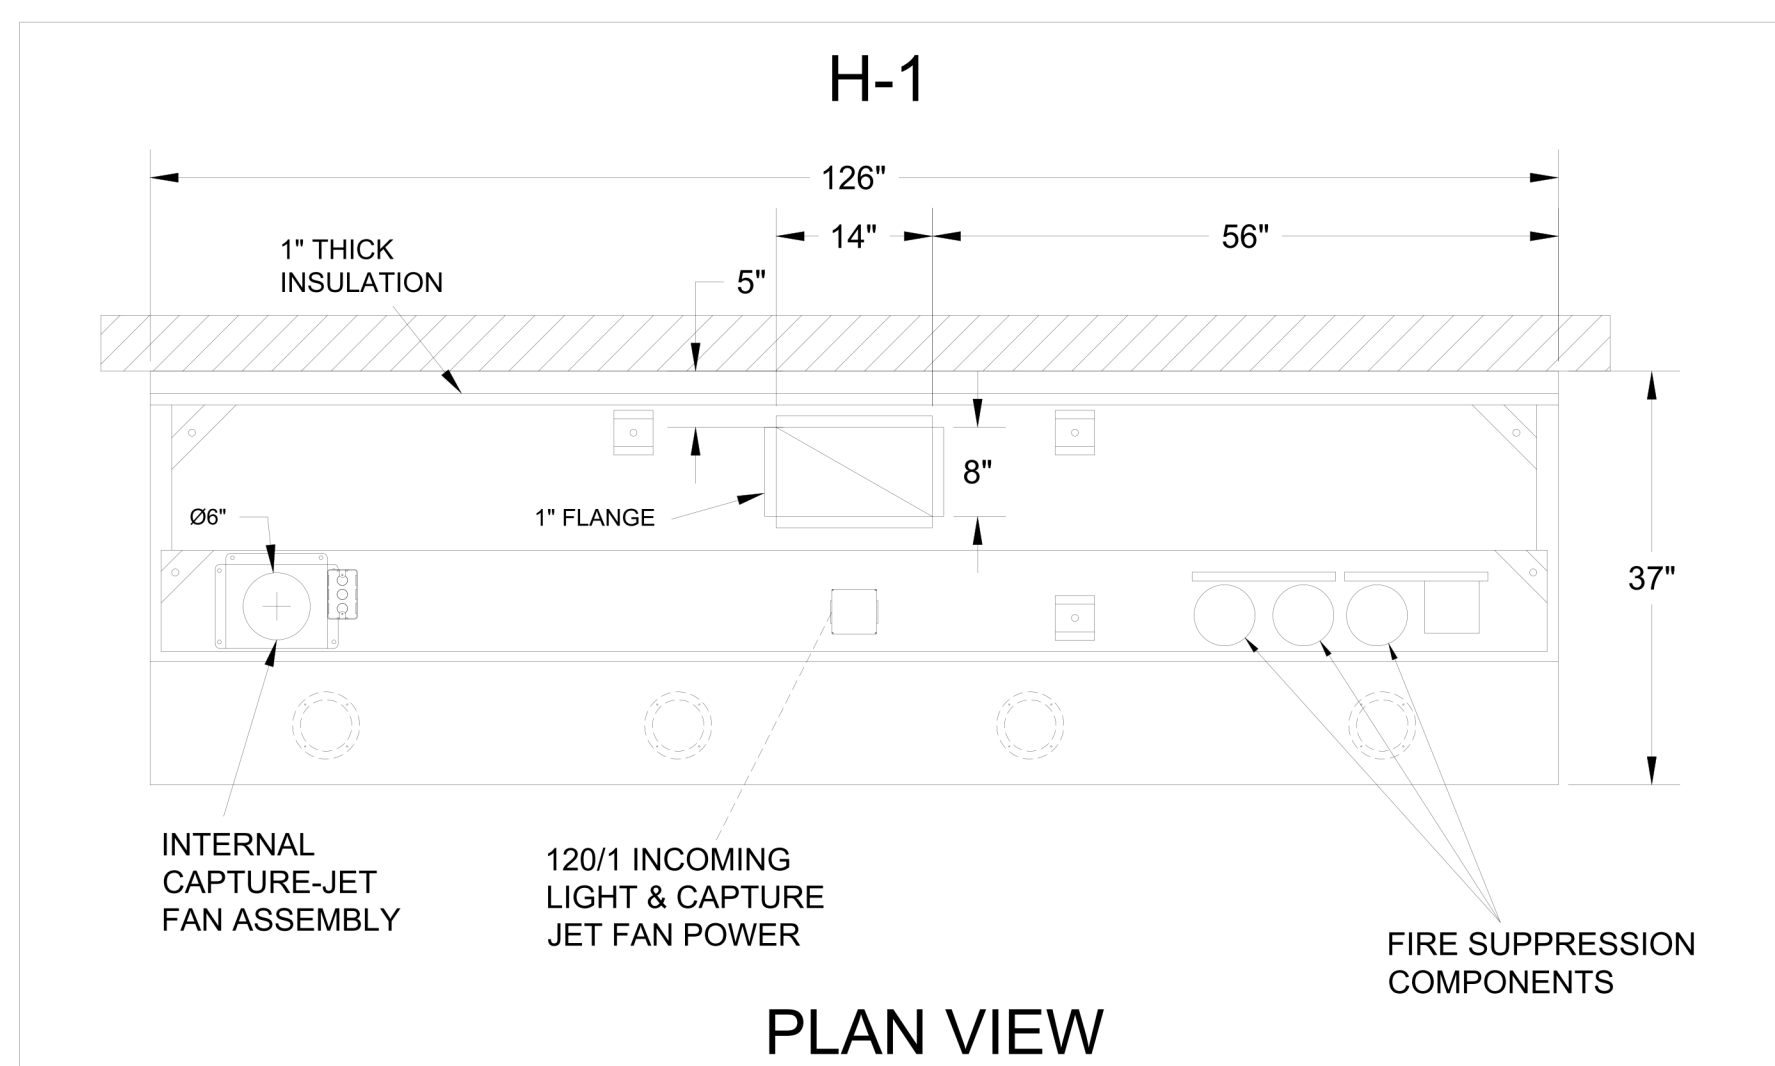 H-1
126"
14"
56"
1" THICK
INSULATION
5"
8"
1" FLANGE
Ø6"
37"
INTERNAL
CAPTURE-JET
FAN ASSEMBLY
120/1 INCOMING
LIGHT & CAPTURE
JET FAN POWER
FIRE SUPPRESSION
COMPONENTS
PLAN VIEW